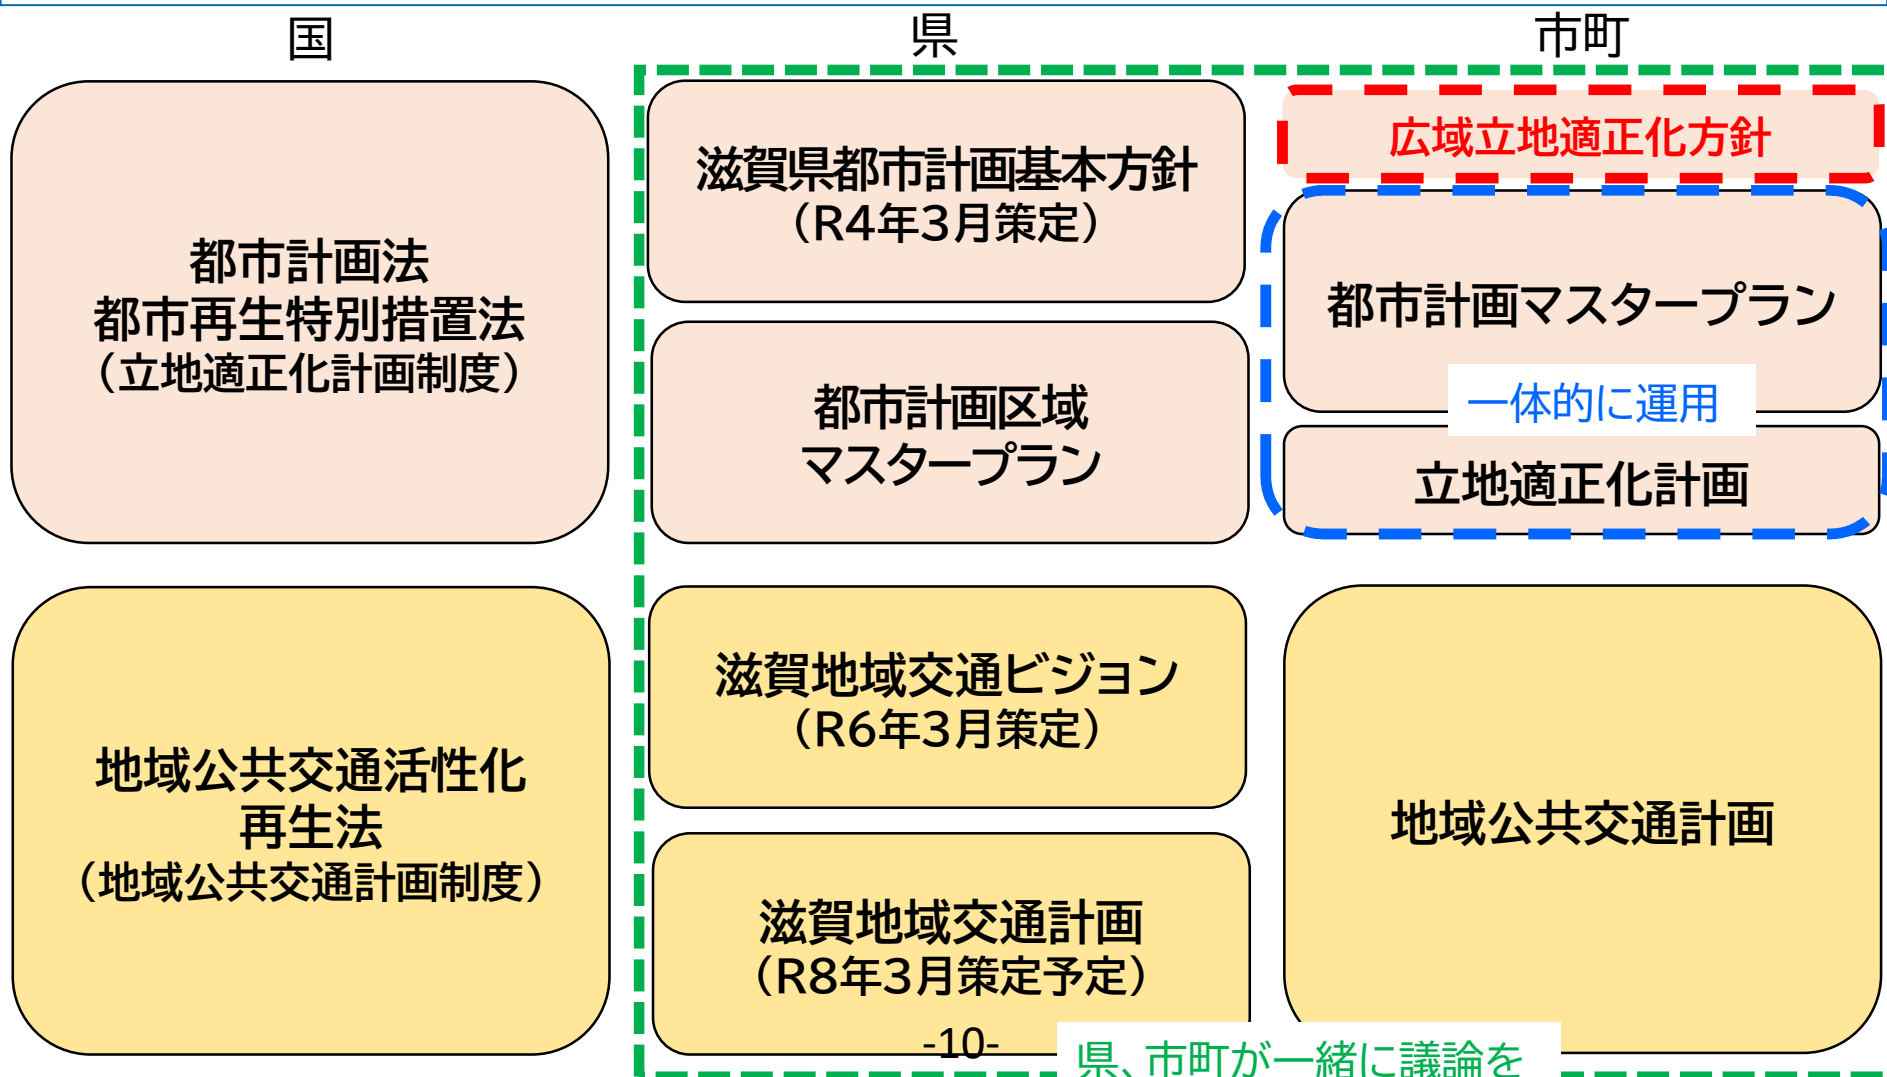 国
県
市町
都市計画法
都市再生特別措置法
（立地適正化計画制度）
滋賀県都市計画基本方針
（R4年3月策定）
都市計画区域
マスタープラン
広域立地適正化方針
都市計画マスタープラン
一体的に運用
立地適正化計画
地域公共交通活性化
再生法
（地域公共交通計画制度）
滋賀地域交通ビジョン
（R6年3月策定）
滋賀地域交通計画
（R8年3月策定予定）
地域公共交通計画
-10-
県、市町が一緒に議論を